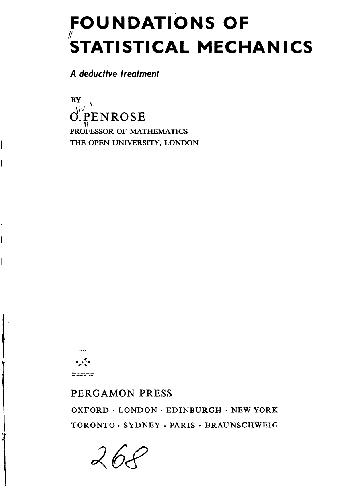 FOUNDATIONS OF
STATISTICAL MECHANICS
A deductive treatment
BY
O. PENROSE
PROFESSOR OF MATHEMATICS
THE OPEN UNIVERSITY, LONDON
PERGAMON PRESS
OXFORD · LONDON · EDINBURGH · NEW YORK
TORONTO · SYDNEY · PARIS · BRAUNSCHWEIG
268